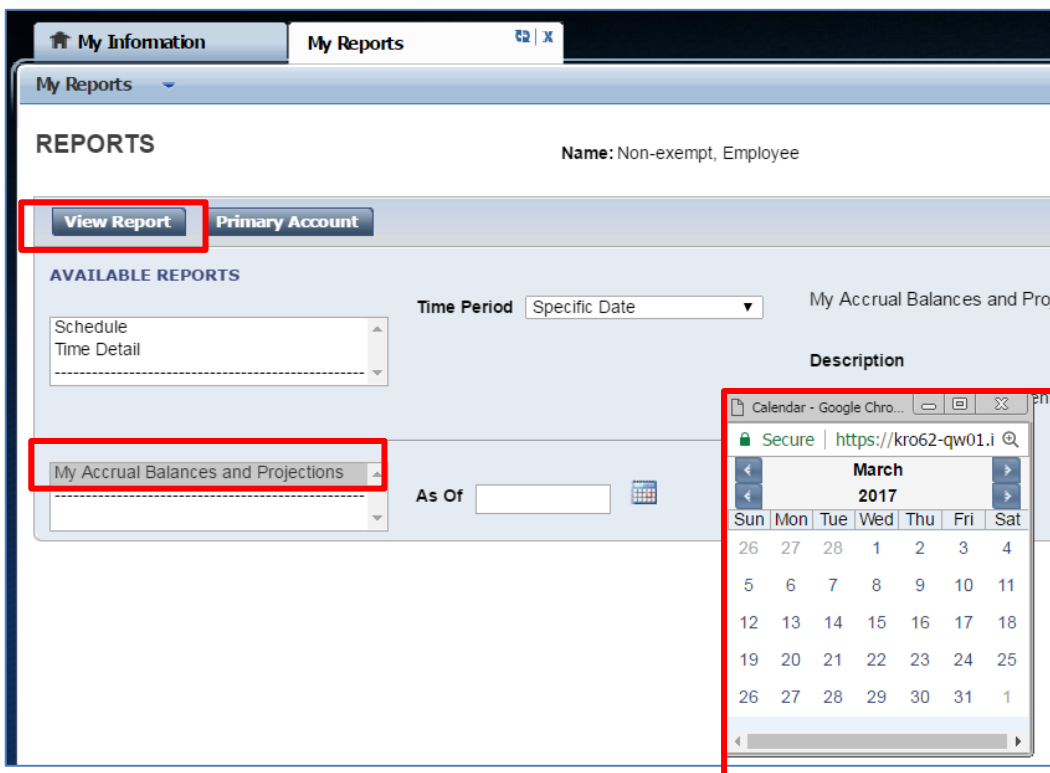 My Information
My Reports
X
My Reports
REPORTS
Name: Non-exempt, Employee
View Report
Primary Account
AVAILABLE REPORTS
Schedule
Time Detail
Time Period
Specific Date
My Accrual Balances and Pro
Description
My Accrual Balances and Projections
As Of
Calendar - Google Chro...
Secure | https://kro62-qw01.i
March
2017
Sun Mon Tue Wed Thu Fri Sat
26 27 28 1 2 3 4
5 6 7 8 9 10 11
12 13 14 15 16 17 18
19 20 21 22 23 24 25
26 27 28 29 30 31 1